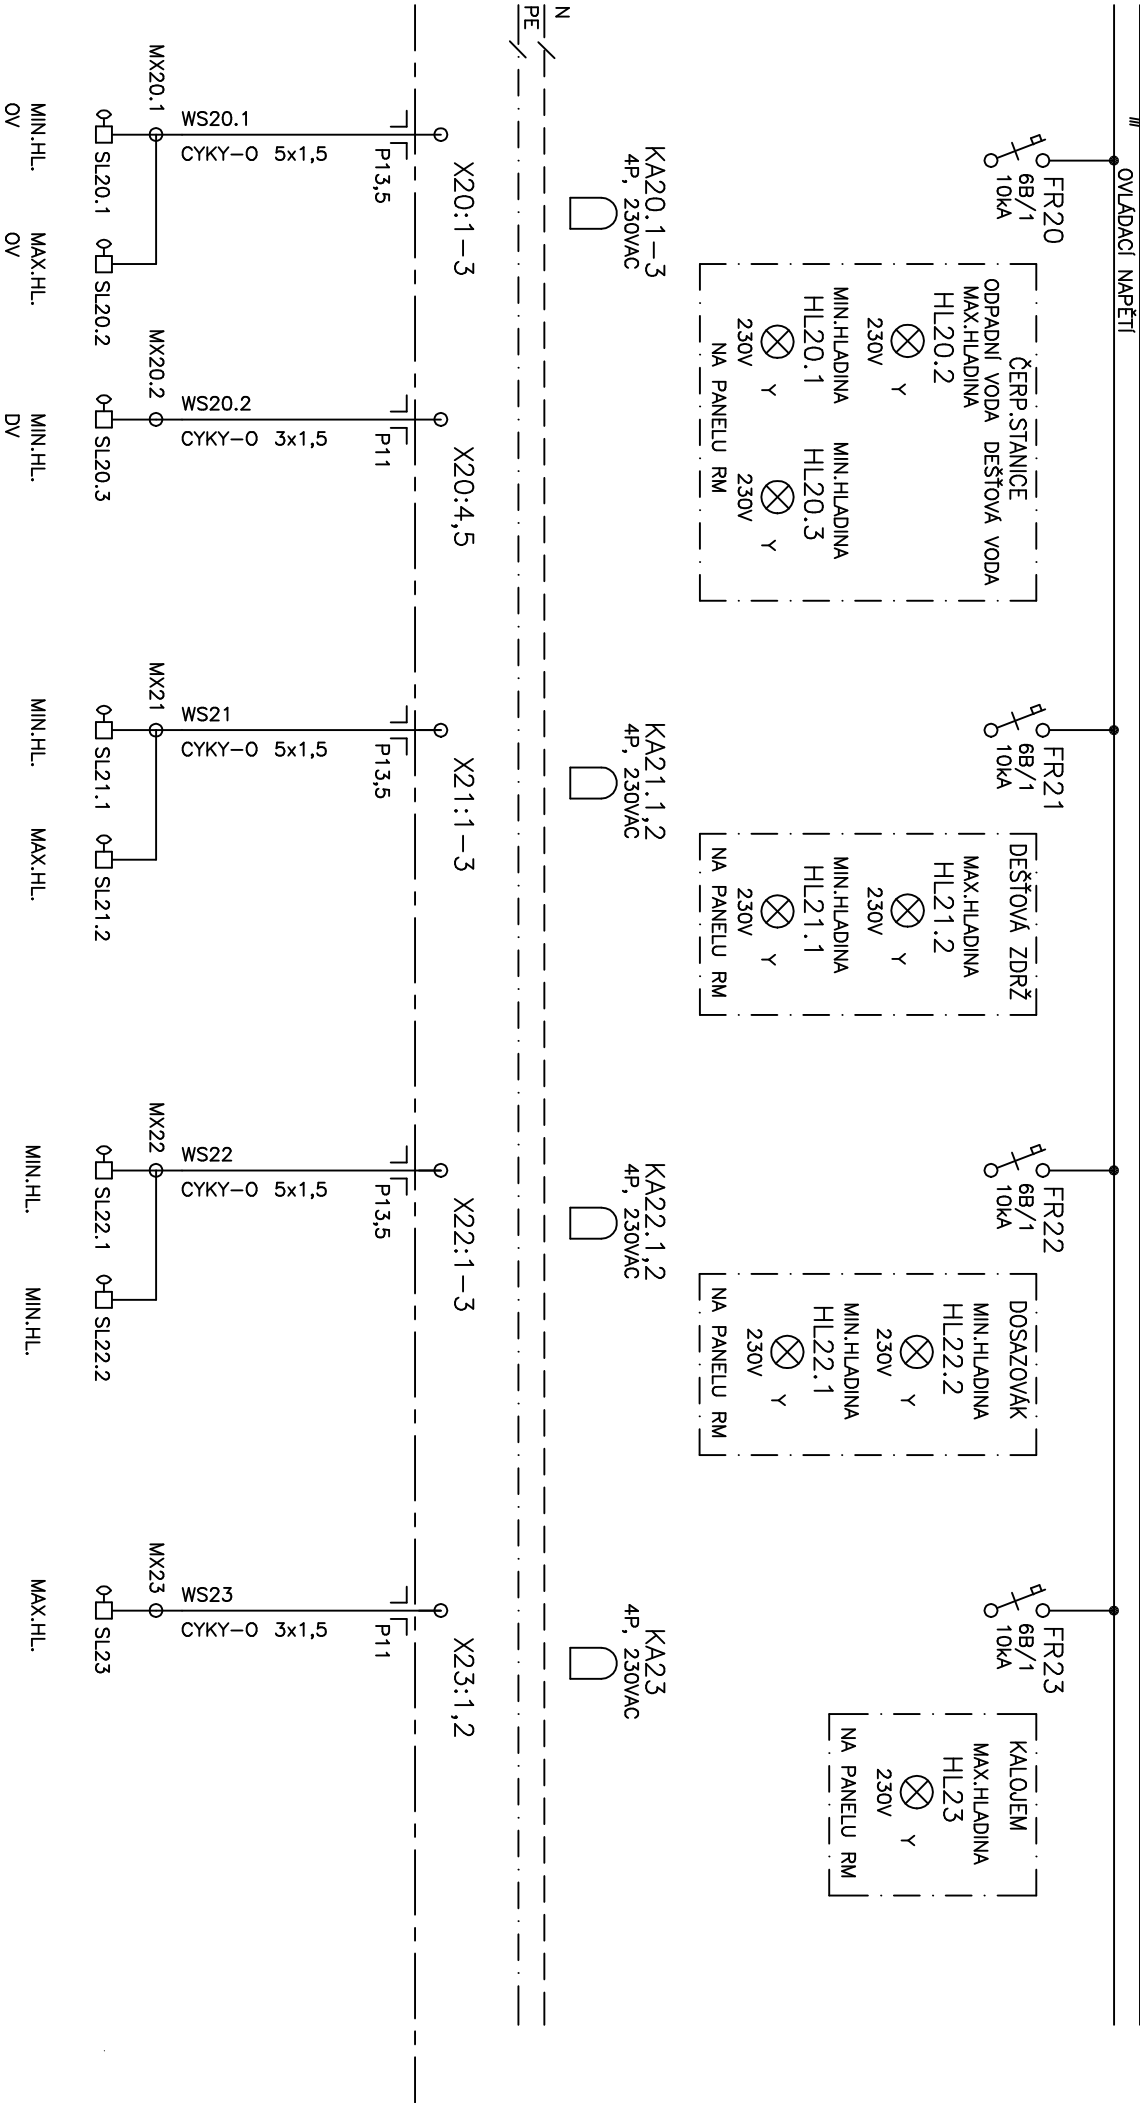 OVLÁDACÍ NAPĚTÍ
FR20
6B/1
10kA
ČERP.STANICE
ODPADNÍ VODA DEŠŤOVÁ VODA
MAX.HLADINA
HL20.2
230V
Y
MIN.HLADINA
HL20.1
230V
Y
MIN.HLADINA
HL20.3
230V
Y
NA PANELU RM
FR21
6B/1
10kA
DEŠŤOVÁ ZDRŽ
MAX.HLADINA
HL21.2
230V
Y
MIN.HLADINA
HL21.1
230V
Y
NA PANELU RM
FR22
6B/1
10kA
DOSAZOVÁK
MIN.HLADINA
HL22.2
230V
Y
MIN.HLADINA
HL22.1
230V
Y
NA PANELU RM
FR23
6B/1
10kA
KALOJEM
MAX.HLADINA
HL23
230V
Y
NA PANELU RM
KA20.1-3
4P, 230VAC
KA21.1,2
4P, 230VAC
KA22.1,2
4P, 230VAC
KA23
4P, 230VAC
N
PE
X20:1-3
X20:4,5
X21:1-3
X22:1-3
X23:1,2
P13,5
P11
P13,5
P13,5
P11
WS20.1
CYKY-O 5x1,5
WS20.2
CYKY-O 3x1,5
WS21
CYKY-O 5x1,5
WS22
CYKY-O 5x1,5
WS23
CYKY-O 3x1,5
MX20.1
MX20.2
MX21
MX22
MX23
SL20.1
SL20.2
SL20.3
SL21.1
SL21.2
SL22.1
SL22.2
SL23
MIN.HL.
OV
MAX.HL.
OV
MIN.HL.
DV
MIN.HL.
MAX.HL.
MIN.HL.
MIN.HL.
MAX.HL.